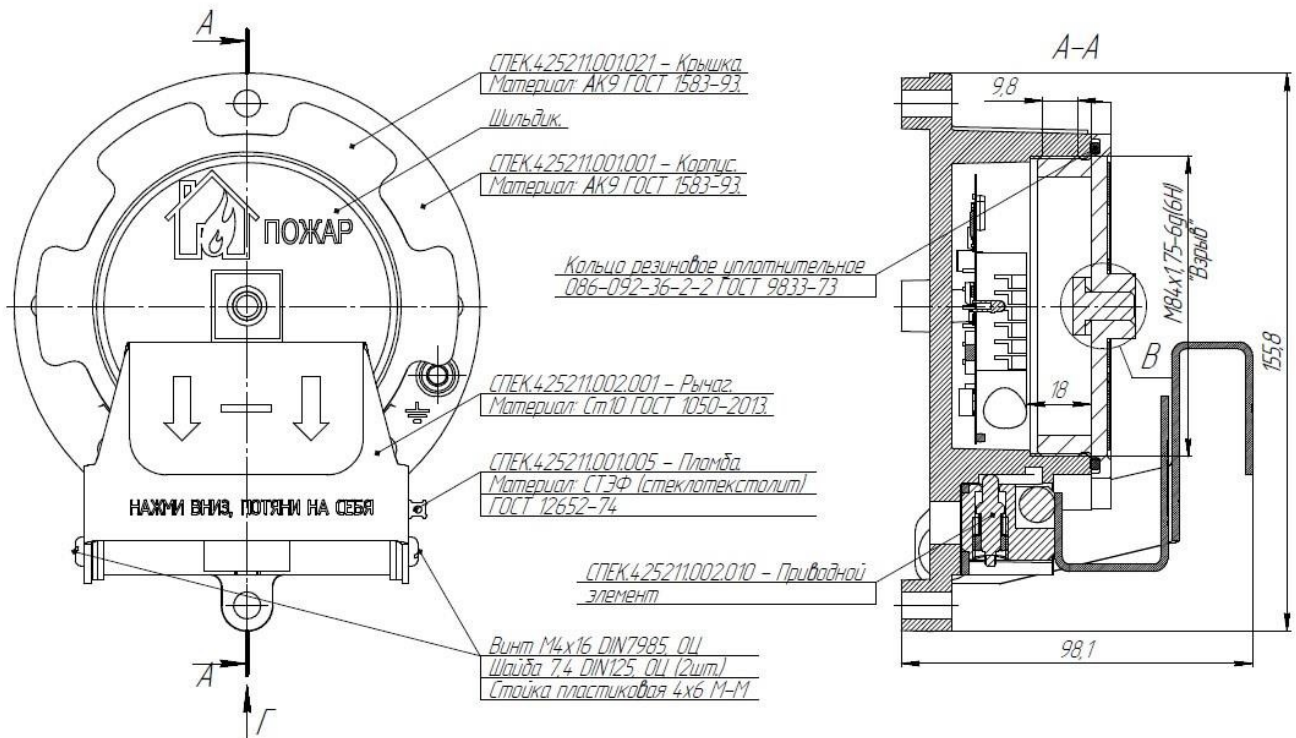 А
СПЕК.425211.001.021 - Крышка.
Материал: АК9 ГОСТ 1583-93.
Шильдик.
СПЕК.425211.001.001 - Корпус.
Материал: АК9 ГОСТ 1583-93.
ПОЖАР
Кольцо резиновое уплотнительное
086-092-36-2-2 ГОСТ 9833-73
СПЕК.425211.002.001 - Рычаг.
Материал: Ст10 ГОСТ 1050-2013.
СПЕК.425211.001.005 - Пломба.
Материал: СТЭФ (стеклотекстолит)
ГОСТ 12652-74
НАЖМИ ВНИЗ, ПОТЯНИ НА СЕБЯ
СПЕК.425211.002.010 - Приводной
элемент
Винт М4х16 DIN7985, ОЦ
Шайба 7,4 DIN125, ОЦ (2шт.)
Стойка пластиковая 4х6 М-М
А
Г
А-А
9,8
М84х1,75-6g(6H)
"Взрыв"
155,8
В
18
98,1